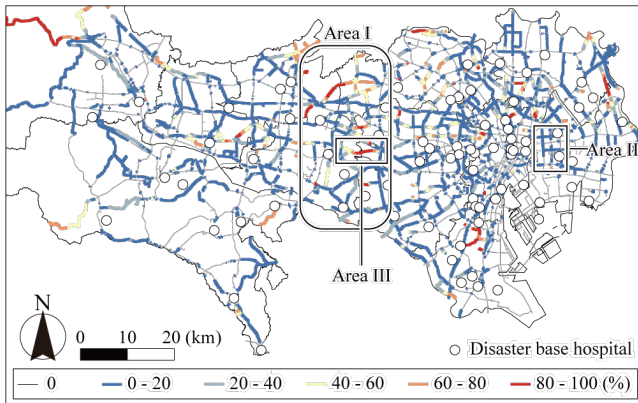 Area I
Area II
Area III
N
0 10 20 (km)
Disaster base hospital
0 0 - 20 20 - 40 40 - 60 60 - 80 80 - 100 (%)